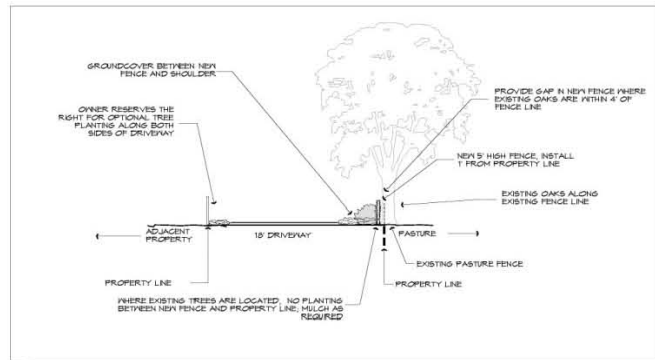 GROUNDCOVER BETWEEN NEW
FENCE AND SHOULDER
OWNER RESERVES THE
RIGHT FOR OPTIONAL TREE
PLANTING ALONG BOTH
SIDES OF DRIVEWAY
PROVIDE GAP IN NEW FENCE WHERE
EXISTING OAKS ARE WITHIN 4' OF
FENCE LINE
NEW 5' HIGH FENCE, INSTALL
1' FROM PROPERTY LINE
EXISTING OAKS ALONG
EXISTING FENCE LINE
ADJACENT
PROPERTY
18' DRIVEWAY
PASTURE
EXISTING PASTURE FENCE
PROPERTY LINE
PROPERTY LINE
WHERE EXISTING TREES ARE LOCATED, NO PLANTING
BETWEEN NEW FENCE AND PROPERTY LINE; MULCH AS
REQUIRED